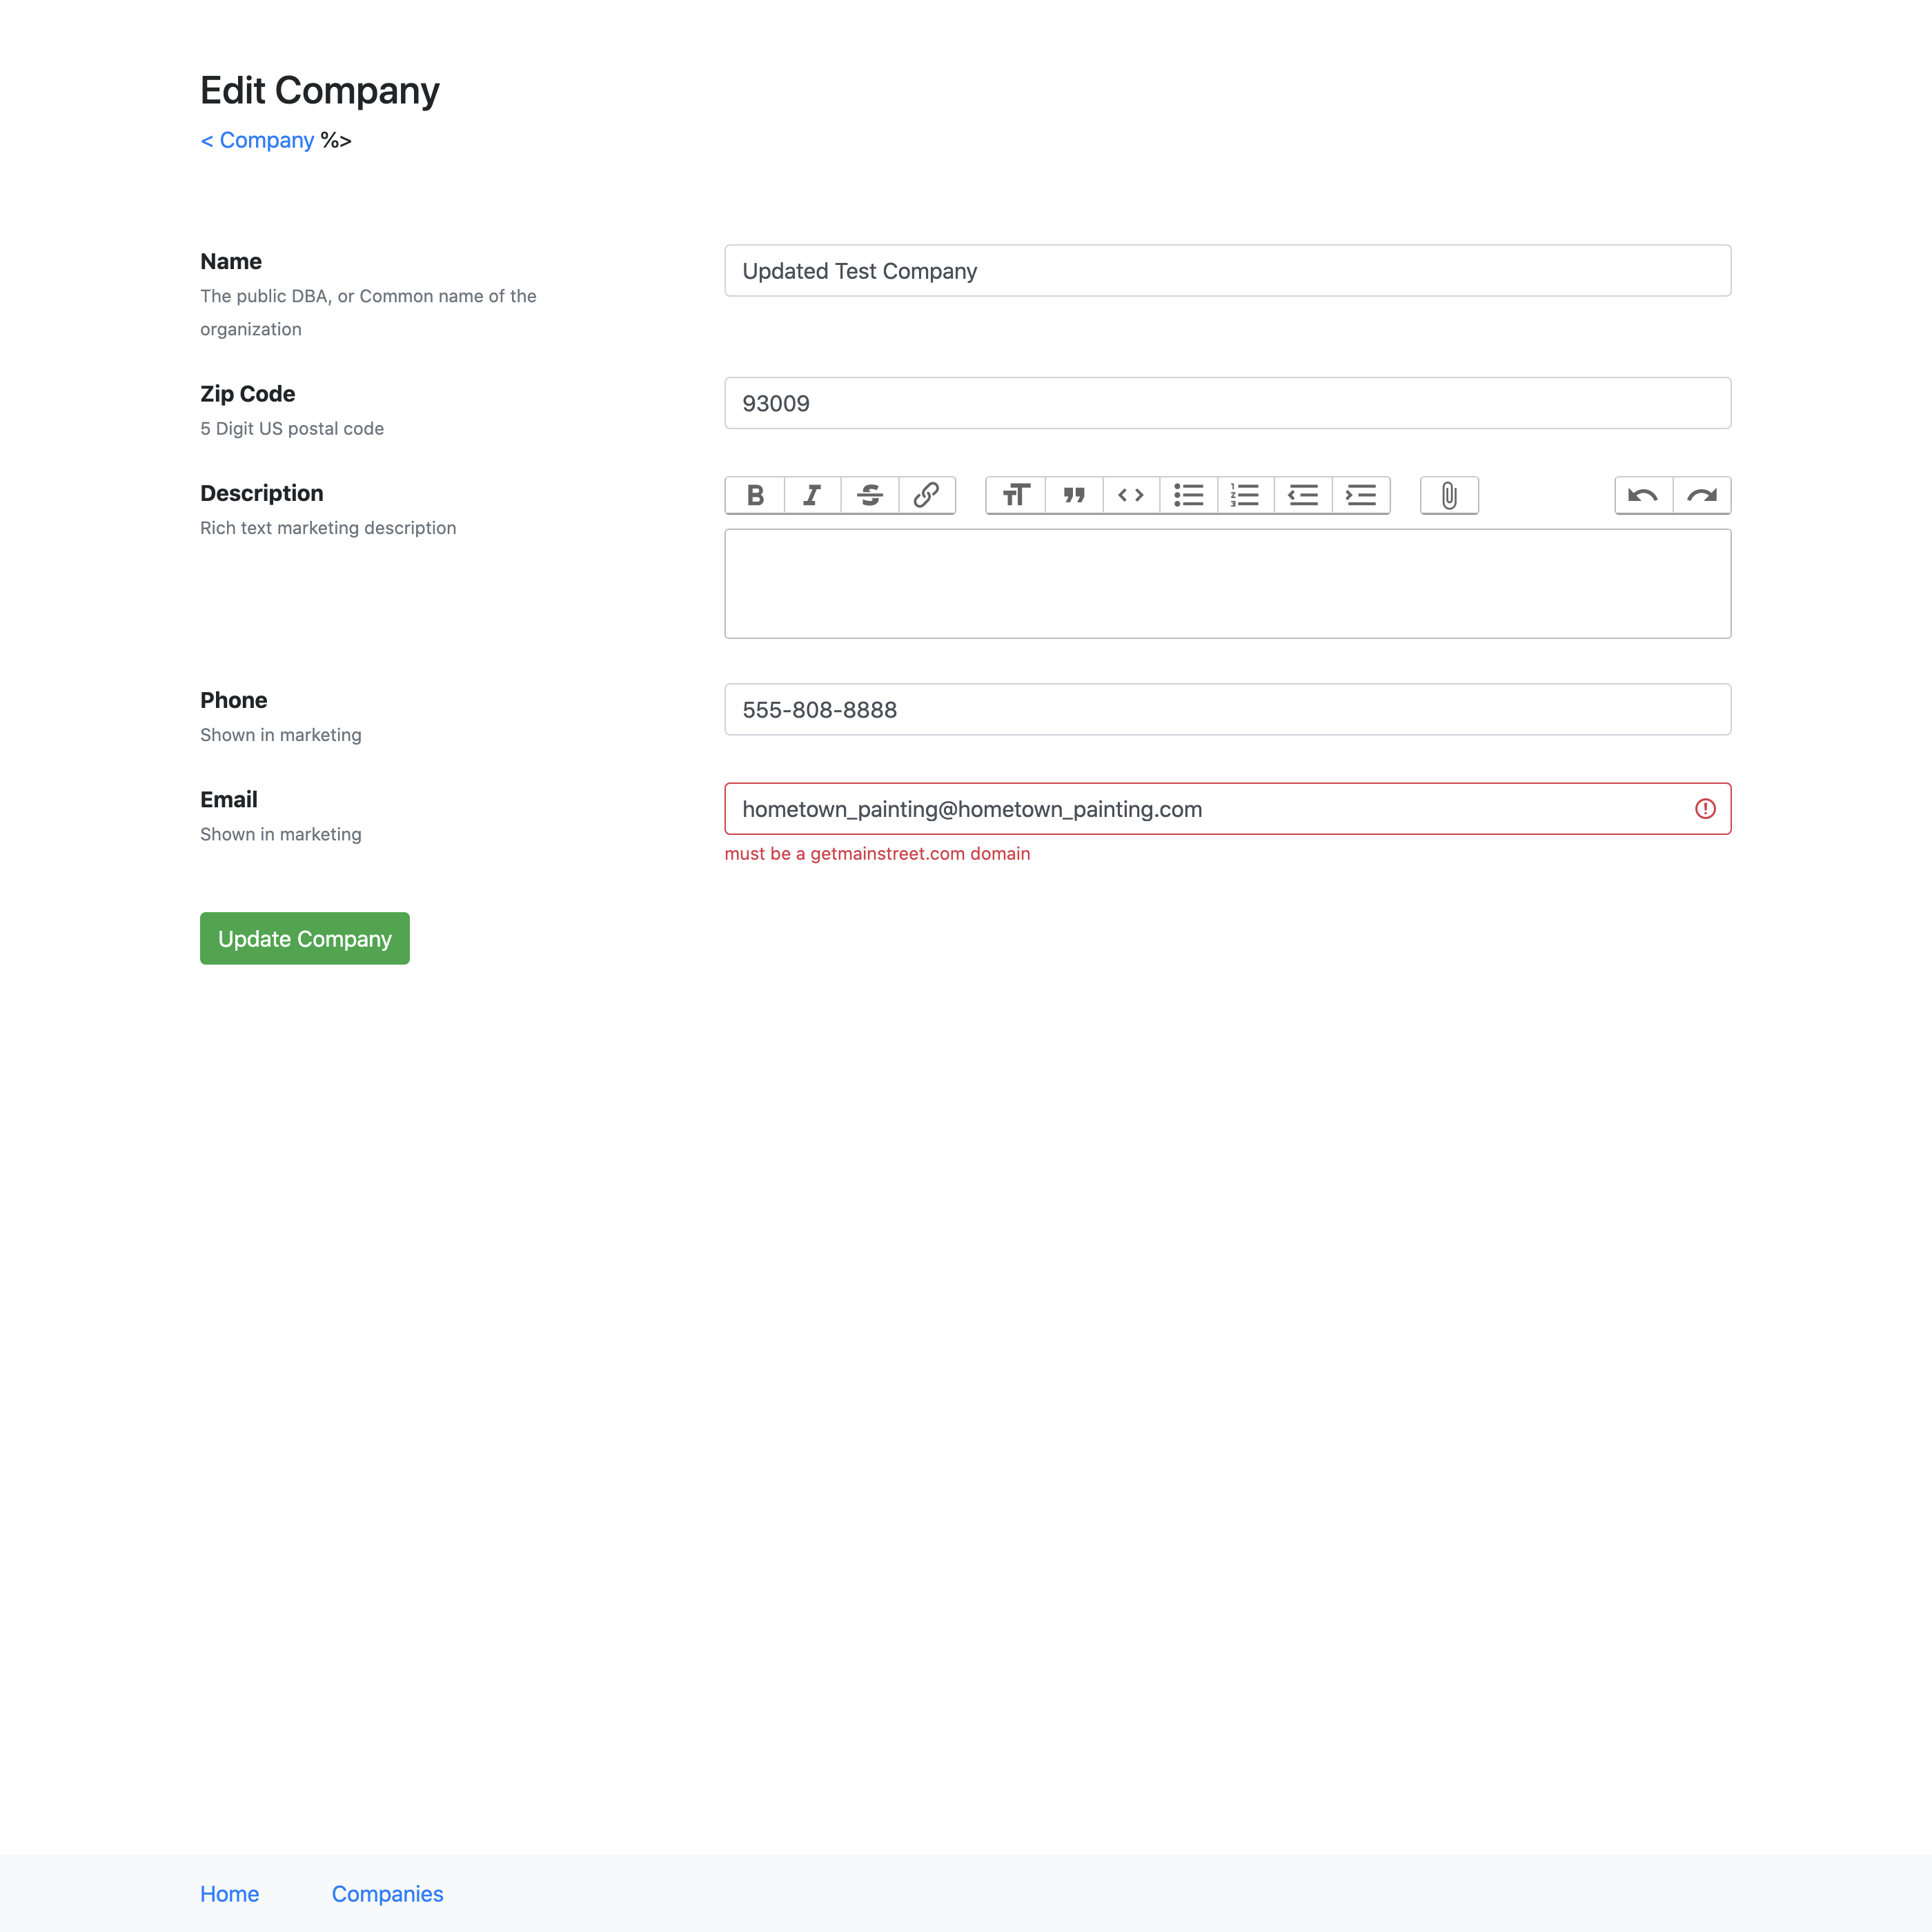 Edit Company
< Company %>
Name
Updated Test Company
The public DBA, or Common name of the
organization
Zip Code
93009
5 Digit US postal code
Description
Rich text marketing description
Phone
555-808-8888
Shown in marketing
Email
hometown_painting@hometown_painting.com
Shown in marketing
must be a getmainstreet.com domain
Update Company
Home Companies